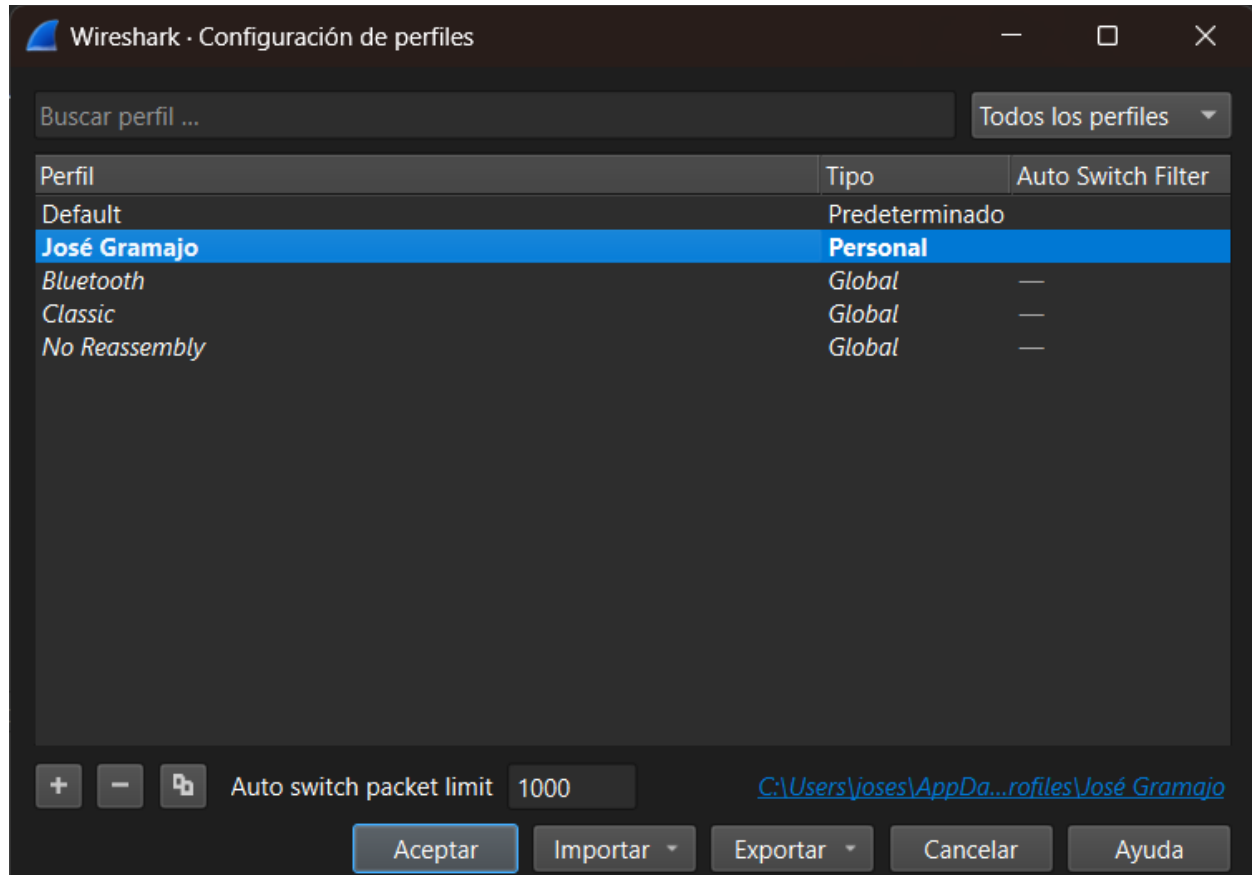 Wireshark · Configuración de perfiles
Buscar perfil ... Todos los perfiles
Perfil Tipo Auto Switch Filter
Default Predeterminado
José Gramajo Personal
Bluetooth Global —
Classic Global —
No Reassembly Global —
+ − Auto switch packet limit 1000 C:\Users\joses\AppDa...rofiles\José Gramajo
Aceptar Importar Exportar Cancelar Ayuda